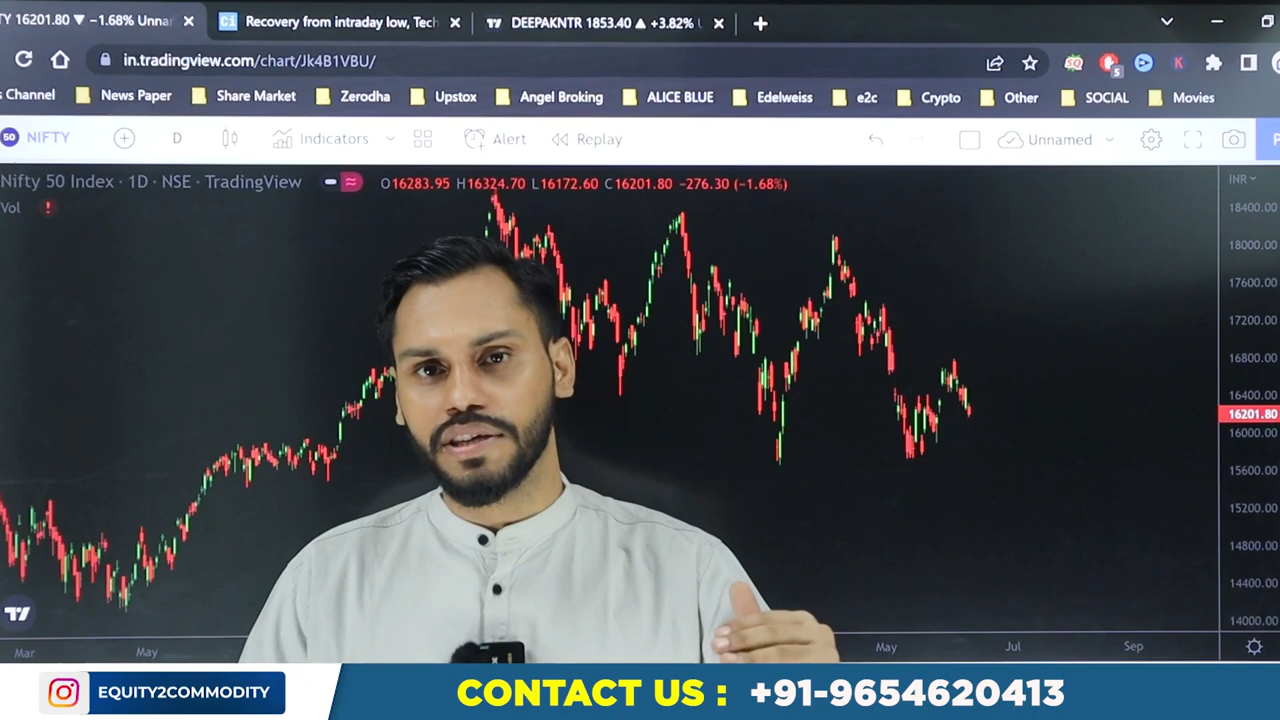 TY 16201.80 ▼ −1.68% Unnar
Ci Recovery from intraday low, Tech
DEEPAKNTR 1853.40 ▲ +3.82% U
in.tradingview.com/chart/Jk4B1VBU/
SQ 5 K
s Channel News Paper Share Market Zerodha Upstox Angel Broking ALICE BLUE Edelweiss e2c Crypto Other SOCIAL Movies
50 NIFTY D Indicators Alert Replay Unnamed P
Nifty 50 Index · 1D · NSE · TradingView O16283.95 H16324.70 L16172.60 C16201.80 −276.30 (−1.68%) INR
Vol !
18400.00
18000.00
17600.00
17200.00
16800.00
16400.00
16201.80
16000.00
15600.00
15200.00
14800.00
14400.00
14000.00
Mar May May Jul Sep
EQUITY2COMMODITY
CONTACT US : +91-9654620413